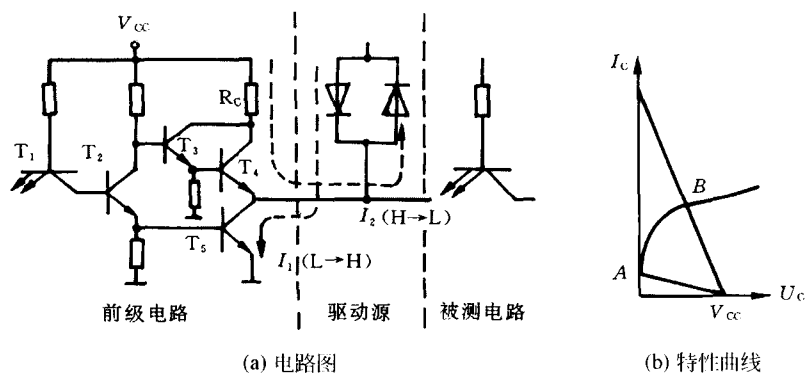 V_CC
R_C
T_1
T_2
T_3
T_4
T_5
I_2 (H→L)
I_1 (L→H)
前级电路
驱动源
被测电路
(a) 电路图
I_C
B
A
V_CC
U_C
(b) 特性曲线